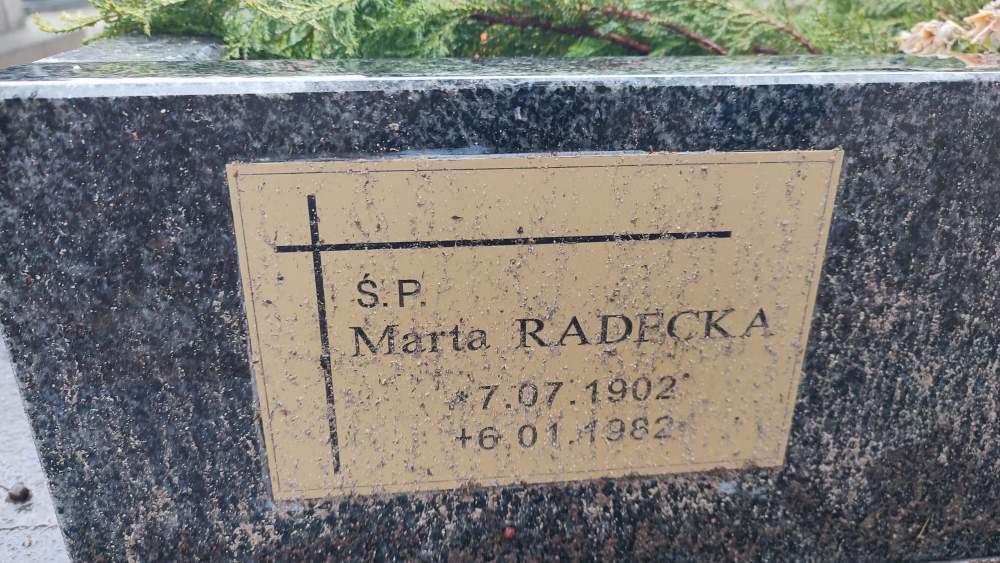 Ś.P.
Marta RADECKA
*7.07.1902
+6.01.1982